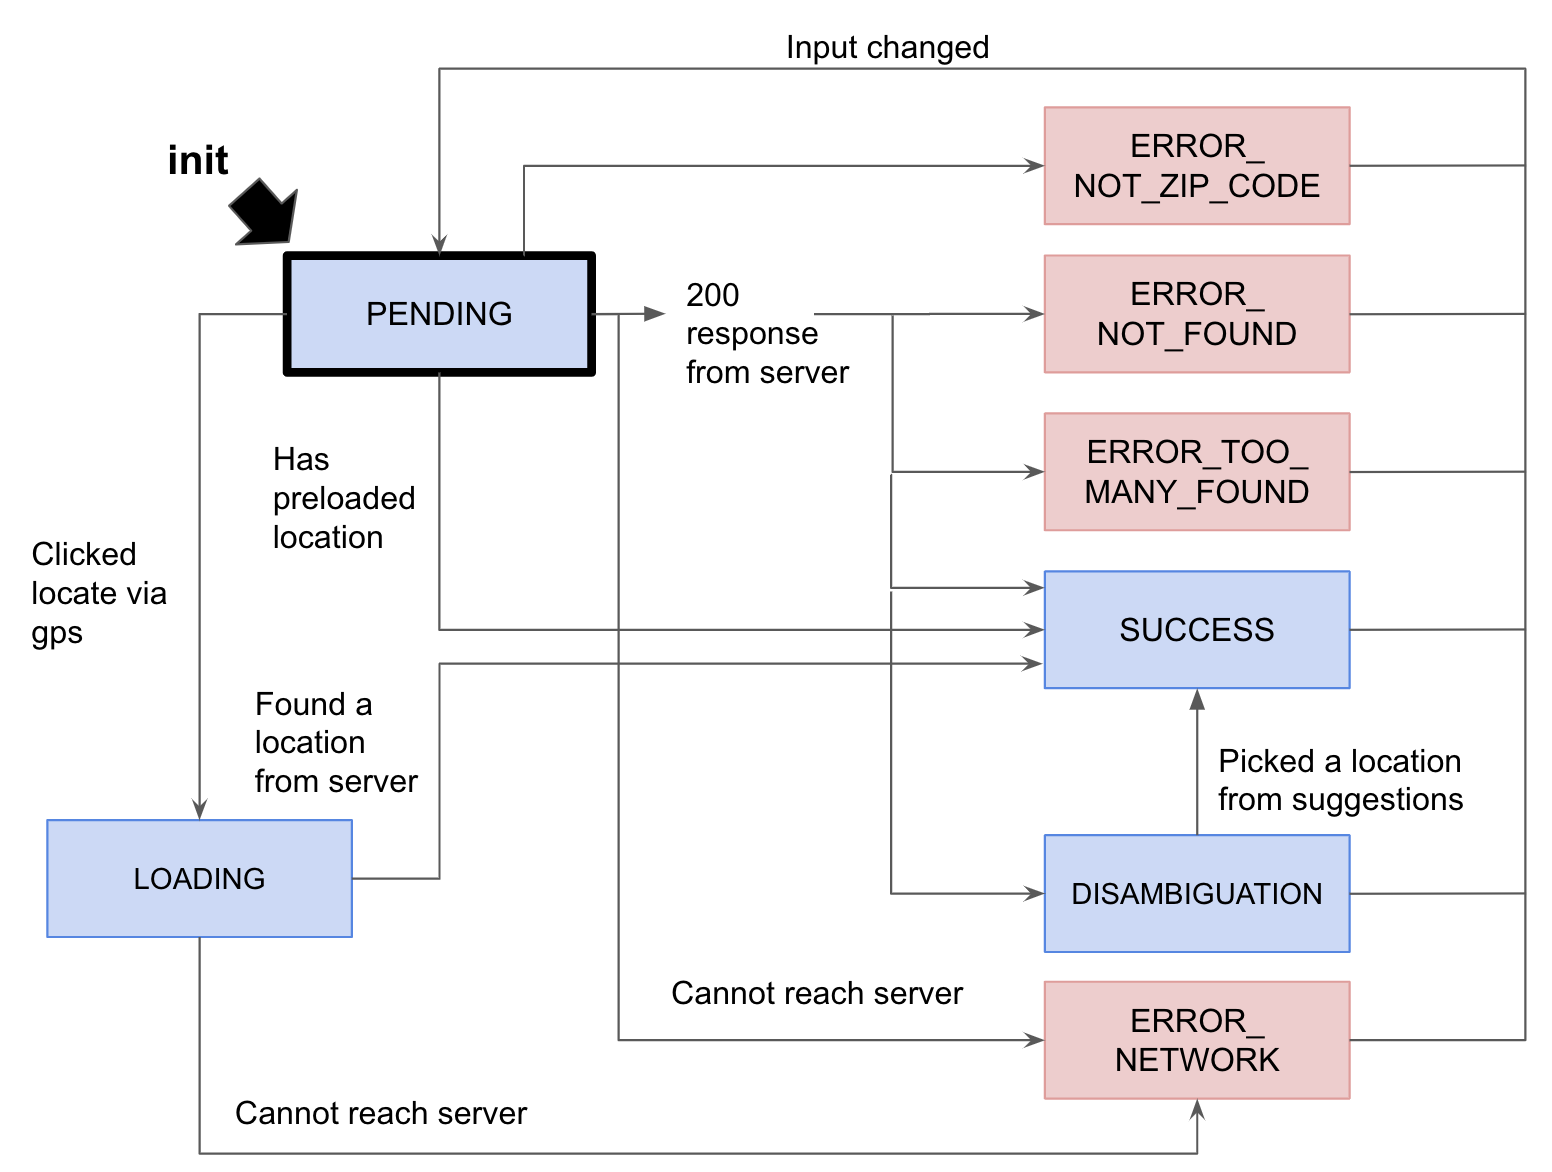 Input changed
init
ERROR_
NOT_ZIP_CODE
PENDING
200
response
from server
ERROR_
NOT_FOUND
Has
preloaded
location
ERROR_TOO_
MANY_FOUND
Clicked
locate via
gps
SUCCESS
Found a
location
from server
Picked a location
from suggestions
LOADING
DISAMBIGUATION
Cannot reach server
ERROR_
NETWORK
Cannot reach server